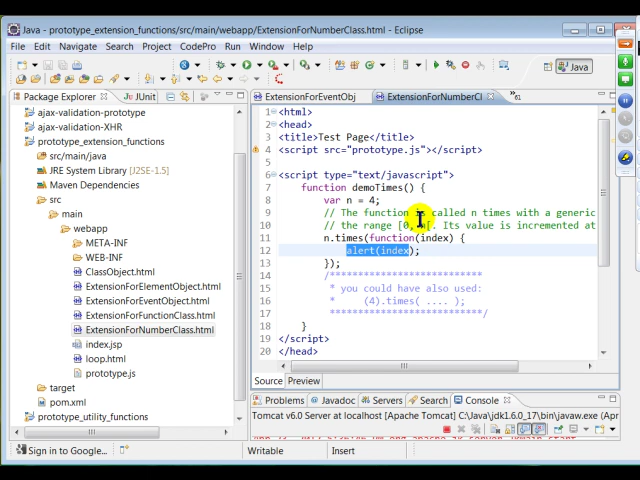 Java - prototype_extension_functions/src/main/webapp/ExtensionForNumberClass.html - Eclipse
File Edit Navigate Search Project CodePro Run Window Help
Java
Package Explorer JUnit
ajax-validation-prototype
ajax-validation-XHR
prototype_extension_functions
src/main/java
JRE System Library [J2SE-1.5]
Maven Dependencies
src
main
webapp
META-INF
WEB-INF
ClassObject.html
ExtensionForElementObject.html
ExtensionForEventObject.html
ExtensionForFunctionClass.html
ExtensionForNumberClass.html
index.jsp
loop.html
prototype.js
target
pom.xml
prototype_utility_functions
ExtensionForEventObj ExtensionForNumberCl
1 <html>
2 <head>
3 <title>Test Page</title>
4 <script src="prototype.js"></script>
5
6 <script type="text/javascript">
7 function demoTimes() {
8 var n = 4;
9 // The function is called n times with a generic
10 // the range [0, n[. Its value is incremented at
11 n.times(function(index) {
12 alert(index);
13 });
14 /***************************
15 * you could have also used:
16 * (4).times( .... );
17 ***************************/
18 }
19 </script>
20 </head>
Source Preview
Problems Javadoc Servers Search Console
Tomcat v6.0 Server at localhost [Apache Tomcat] C:\Java\jdk1.6.0_17\bin\javaw.exe (
Sign in to Google...
Writable Insert